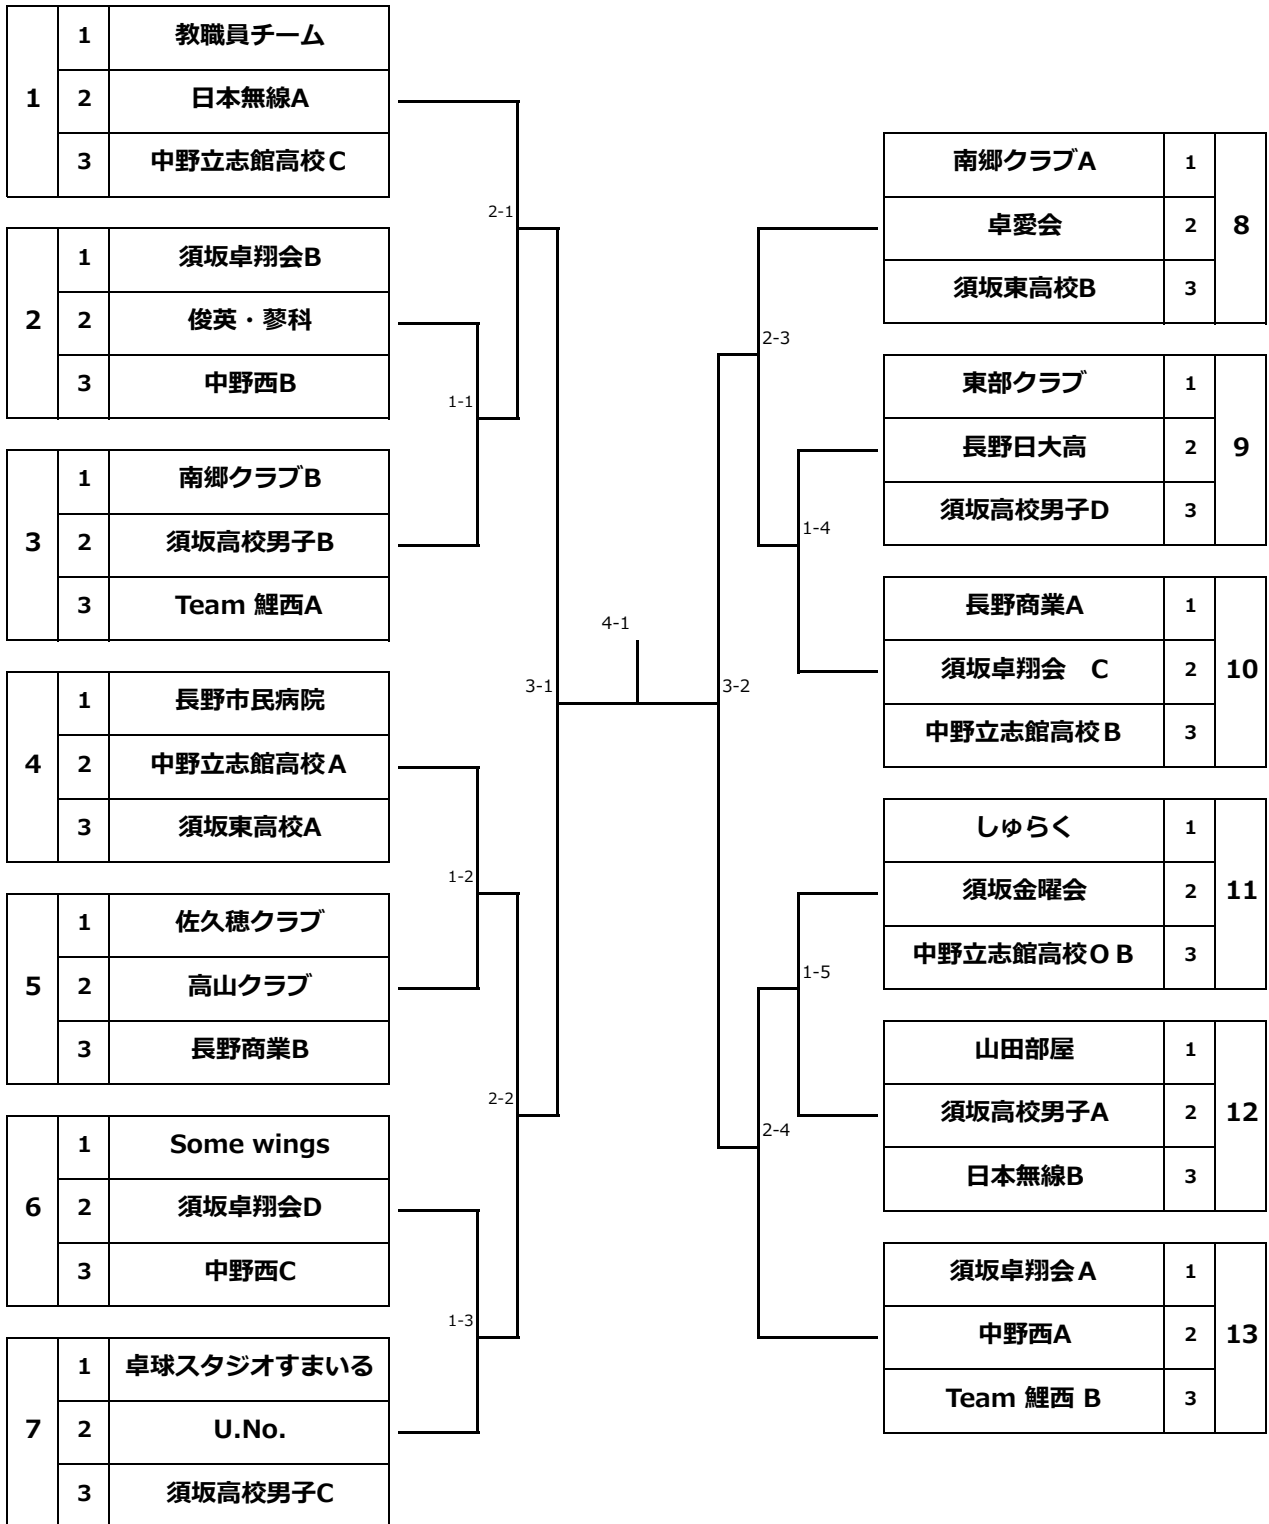 1
1 教職員チーム
2 日本無線A
3 中野立志館高校C
2
1 須坂卓翔会B
2 俊英・蓼科
3 中野西B
3
1 南郷クラブB
2 須坂高校男子B
3 Team 鯉西A
4
1 長野市民病院
2 中野立志館高校A
3 須坂東高校A
5
1 佐久穂クラブ
2 高山クラブ
3 長野商業B
6
1 Some wings
2 須坂卓翔会D
3 中野西C
7
1 卓球スタジオすまいる
2 U.No.
3 須坂高校男子C
2-1
1-1
3-1
1-2
2-2
1-3
4-1
3-2
2-3
1-4
1-5
2-4
南郷クラブA 1
卓愛会 2
須坂東高校B 3
8
東部クラブ 1
長野日大高 2
須坂高校男子D 3
9
長野商業A 1
須坂卓翔会　C 2
中野立志館高校B 3
10
しゅらく 1
須坂金曜会 2
中野立志館高校OB 3
11
山田部屋 1
須坂高校男子A 2
日本無線B 3
12
須坂卓翔会A 1
中野西A 2
Team 鯉西 B 3
13